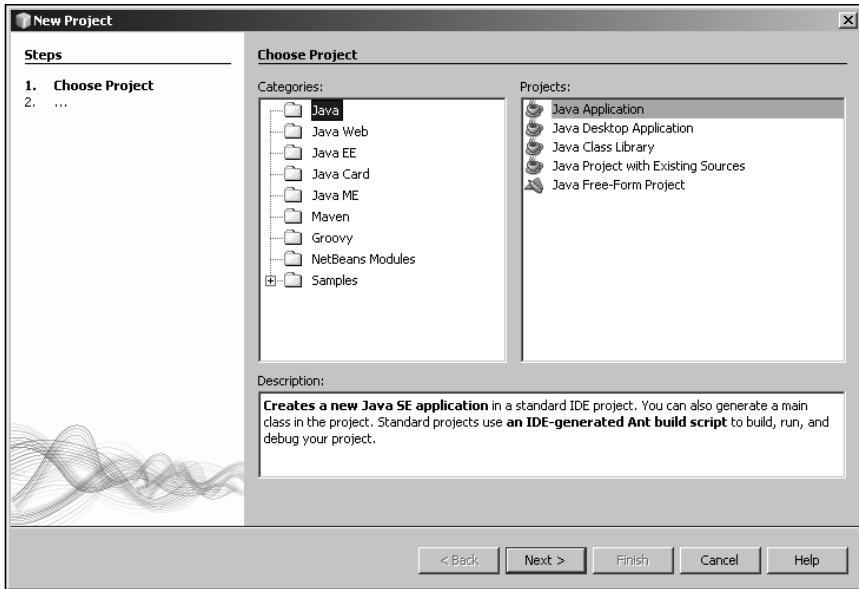 New Project
Steps
1. Choose Project
2. ...
Choose Project
Categories:
Java
Java Web
Java EE
Java Card
Java ME
Maven
Groovy
NetBeans Modules
Samples
Projects:
Java Application
Java Desktop Application
Java Class Library
Java Project with Existing Sources
Java Free-Form Project
Description:
Creates a new Java SE application in a standard IDE project. You can also generate a main
class in the project. Standard projects use an IDE-generated Ant build script to build, run, and
debug your project.
< Back
Next >
Finish
Cancel
Help